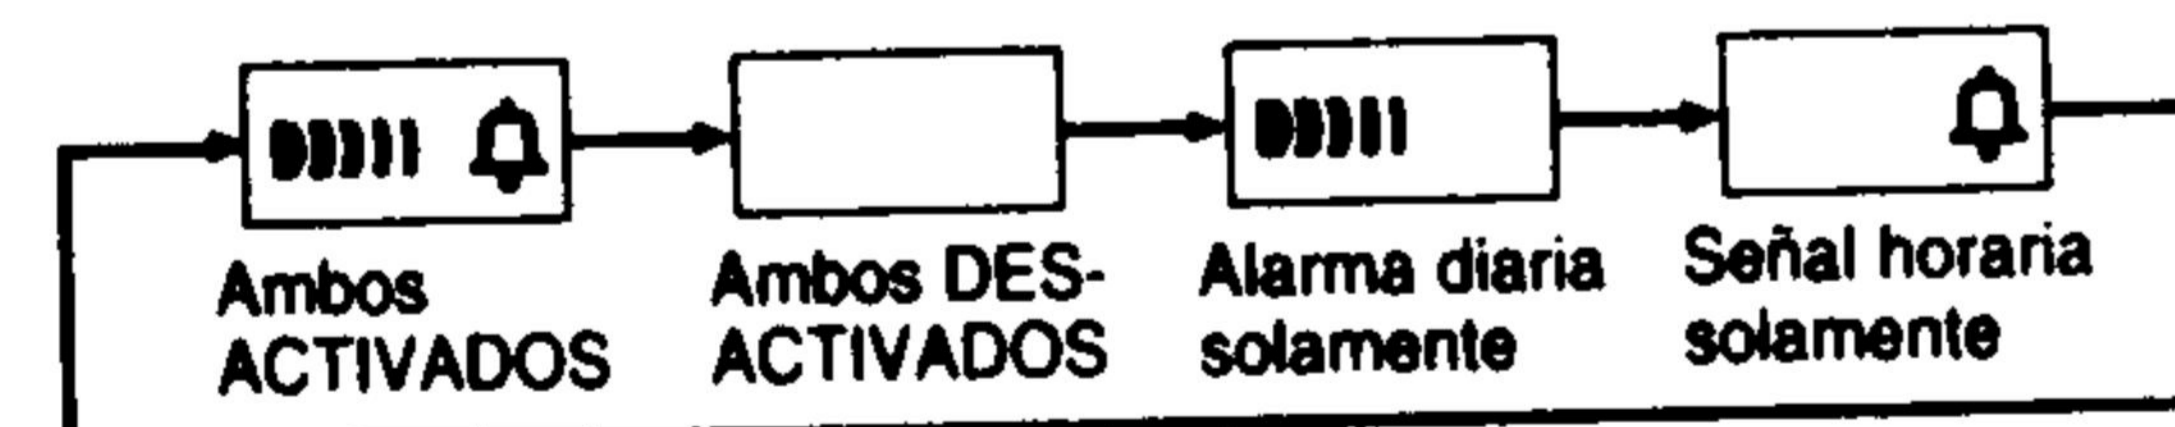 Ambos
ACTIVADOS
Ambos DES-
ACTIVADOS
Alarma diaria
solamente
Señal horaria
solamente